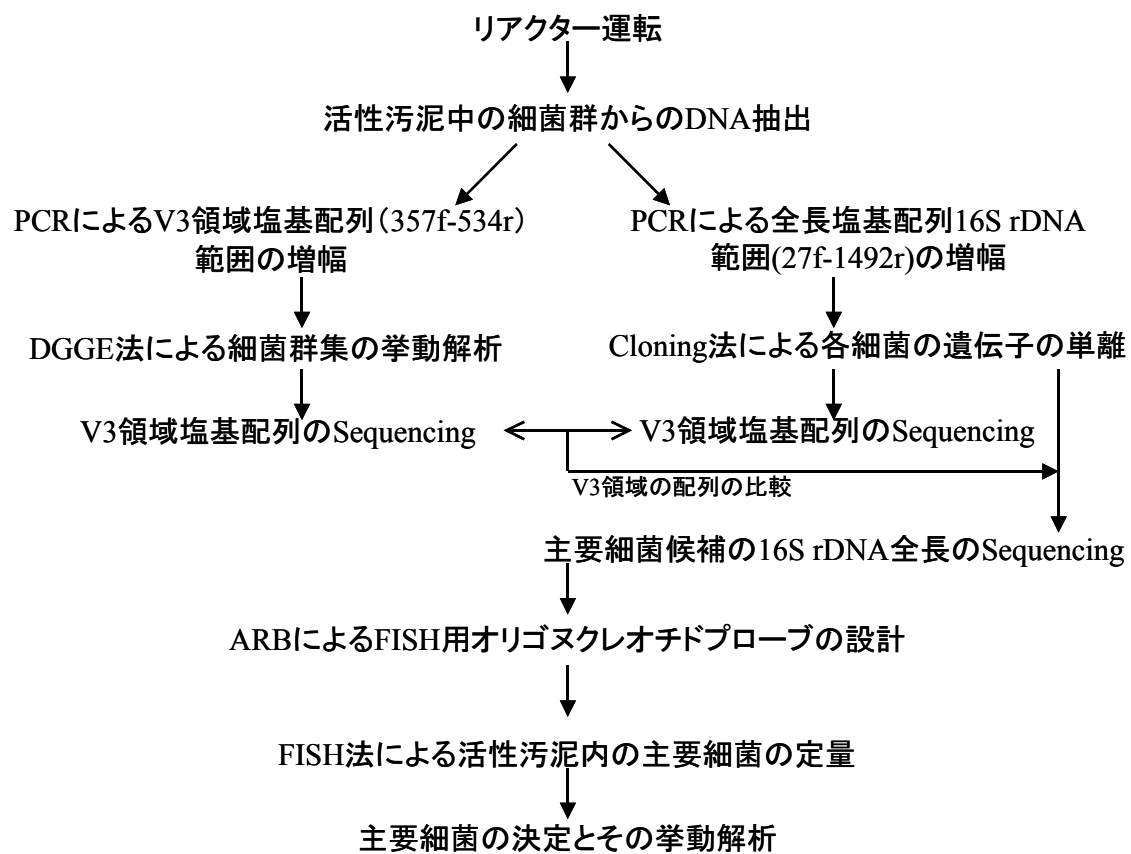 リアクター運転
活性汚泥中の細菌群からのDNA抽出
PCRによるV3領域塩基配列（357f-534r）
範囲の増幅
PCRによる全長塩基配列16S rDNA
範囲(27f-1492r)の増幅
DGGE法による細菌群集の挙動解析
Cloning法による各細菌の遺伝子の単離
V3領域塩基配列のSequencing
V3領域塩基配列のSequencing
V3領域の配列の比較
主要細菌候補の16S rDNA全長のSequencing
ARBによるFISH用オリゴヌクレオチドプローブの設計
FISH法による活性汚泥内の主要細菌の定量
主要細菌の決定とその挙動解析